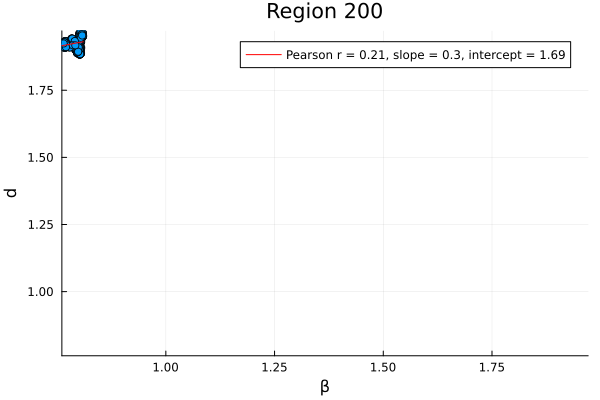 Region 200
Pearson r = 0.21, slope = 0.3, intercept = 1.69
1.75
1.50
1.25
1.00
d
1.00 1.25 1.50 1.75
β